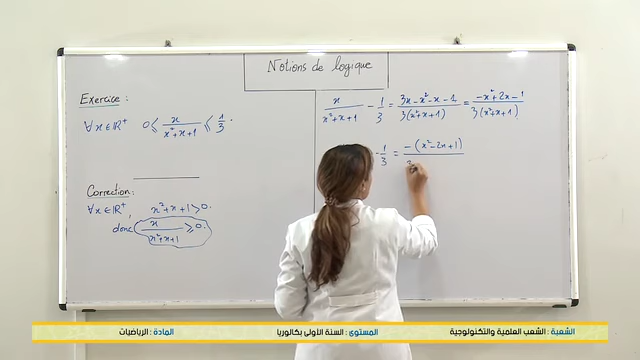 Notions de logique
Exercice :
∀x∈ℝ⁺ 0 ≤ x/(x²+x+1) ≤ 1/3 .
Correction :
∀x∈ℝ⁺, x²+x+1 > 0.
donc x/(x²+x+1) ≥ 0.
x/(x²+x+1) - 1/3 = (3x-x²-x-1)/(3(x²+x+1)) = (-x²+2x-1)/(3(x²+x+1))
- 1/3 = -(x²-2x+1)
3
الشعبة : الشعب العلمية والتكنولوجية المستوى : السنة الأولى بكالوريا المادة : الرياضيات